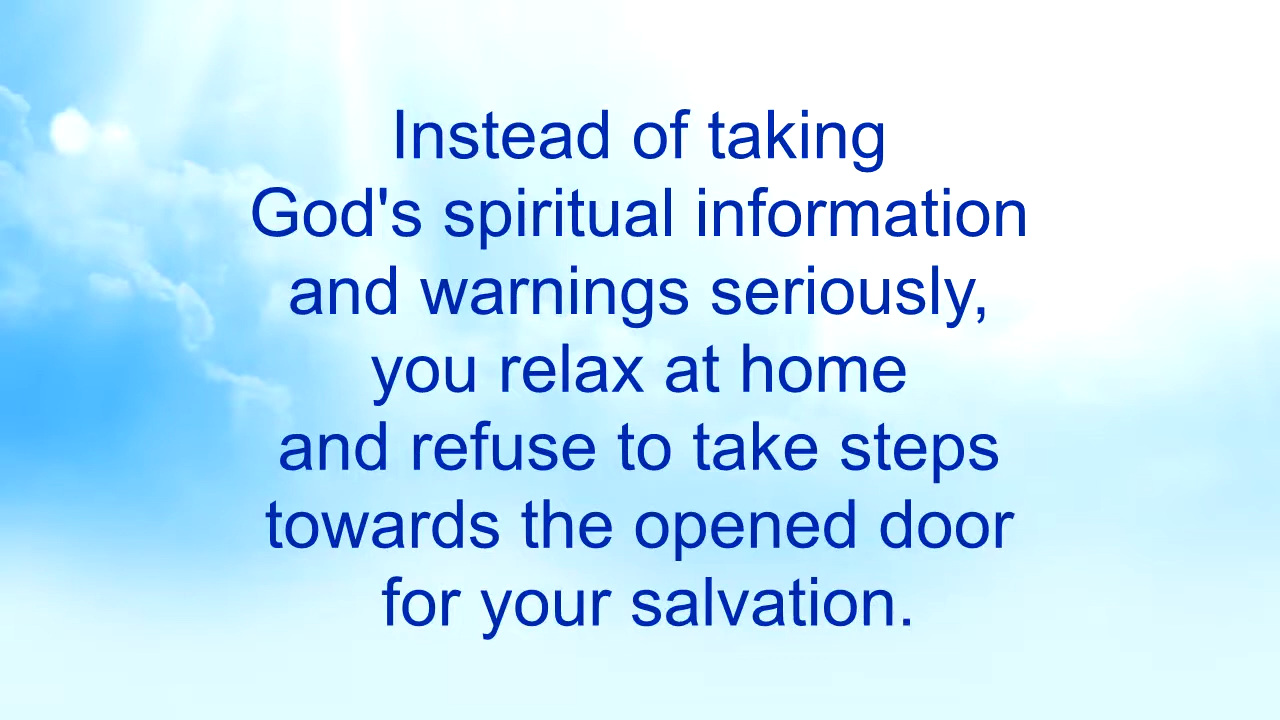 Instead of taking
God's spiritual information
and warnings seriously,
you relax at home
and refuse to take steps
towards the opened door
for your salvation.